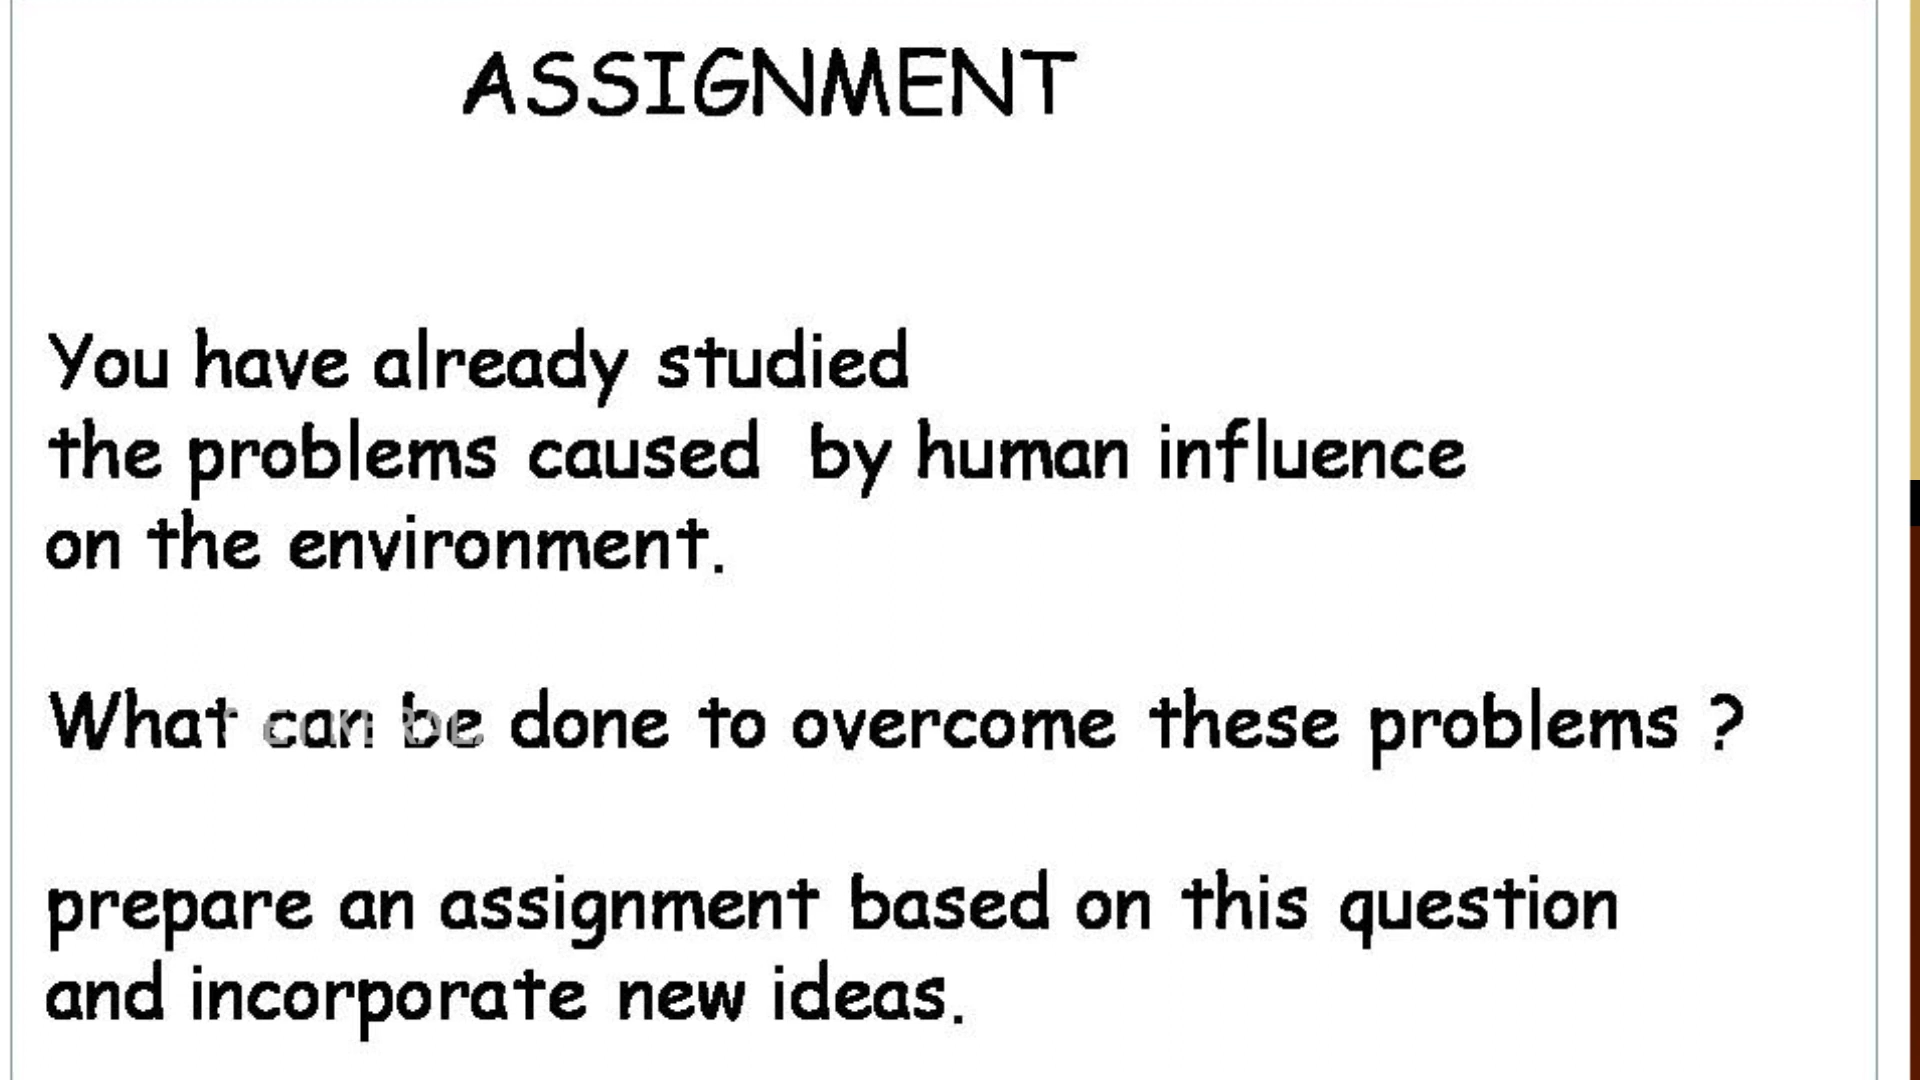 ASSIGNMENT
You have already studied
the problems caused by human influence
on the environment.
What can be done to overcome these problems ?
prepare an assignment based on this question
and incorporate new ideas.